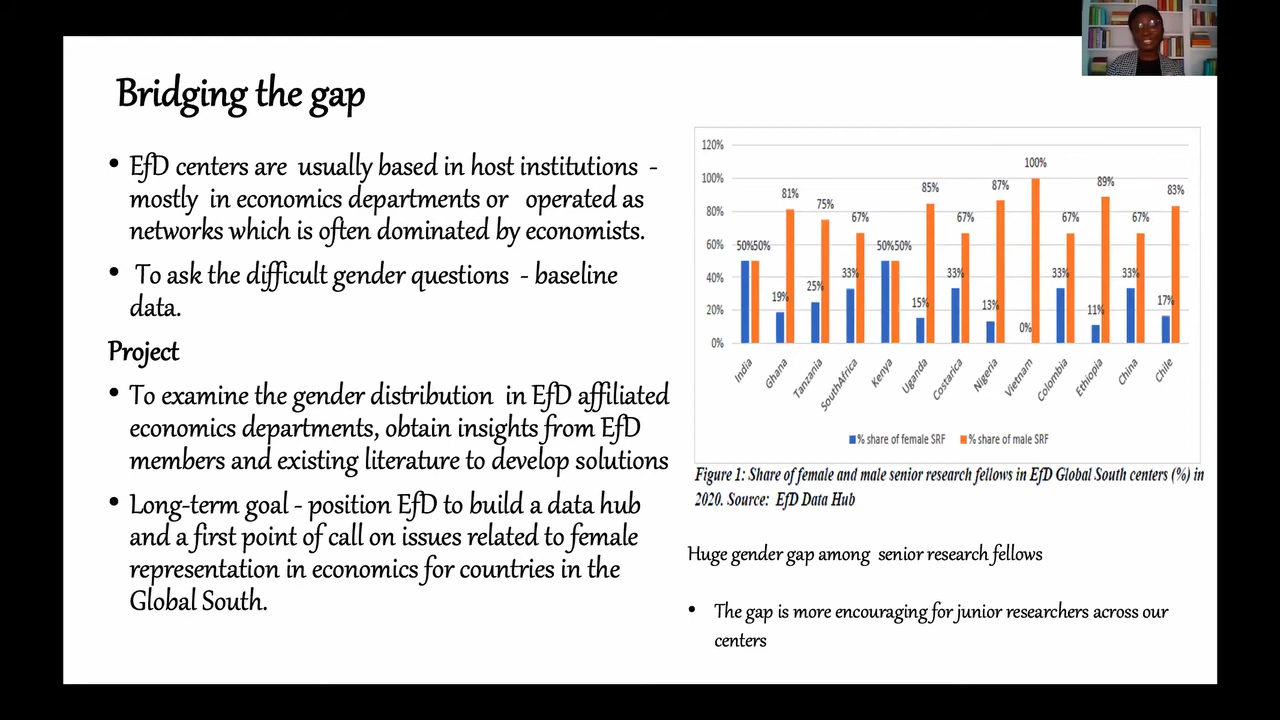 Bridging the gap
• EfD centers are usually based in host institutions -
mostly in economics departments or operated as
networks which is often dominated by economists.
• To ask the difficult gender questions - baseline
data.
Project
• To examine the gender distribution in EfD affiliated
economics departments, obtain insights from EfD
members and existing literature to develop solutions
• Long-term goal - position EfD to build a data hub
and a first point of call on issues related to female
representation in economics for countries in the
Global South.
120%
100%
80%
60%
40%
20%
0%
50% 50%
19% 81%
25% 75%
33% 67%
50% 50%
15% 85%
33% 67%
13% 87%
0% 100%
33% 67%
11% 89%
33% 67%
17% 83%
India
Ghana
Tanzania
SouthAfrica
Kenya
Uganda
Costarica
Nigeria
Vietnam
Colombia
Ethiopia
China
Chile
% share of female SRF % share of male SRF
Figure 1: Share of female and male senior research fellows in EfD Global South centers (%) in
2020. Source: EfD Data Hub
Huge gender gap among senior research fellows
• The gap is more encouraging for junior researchers across our
centers